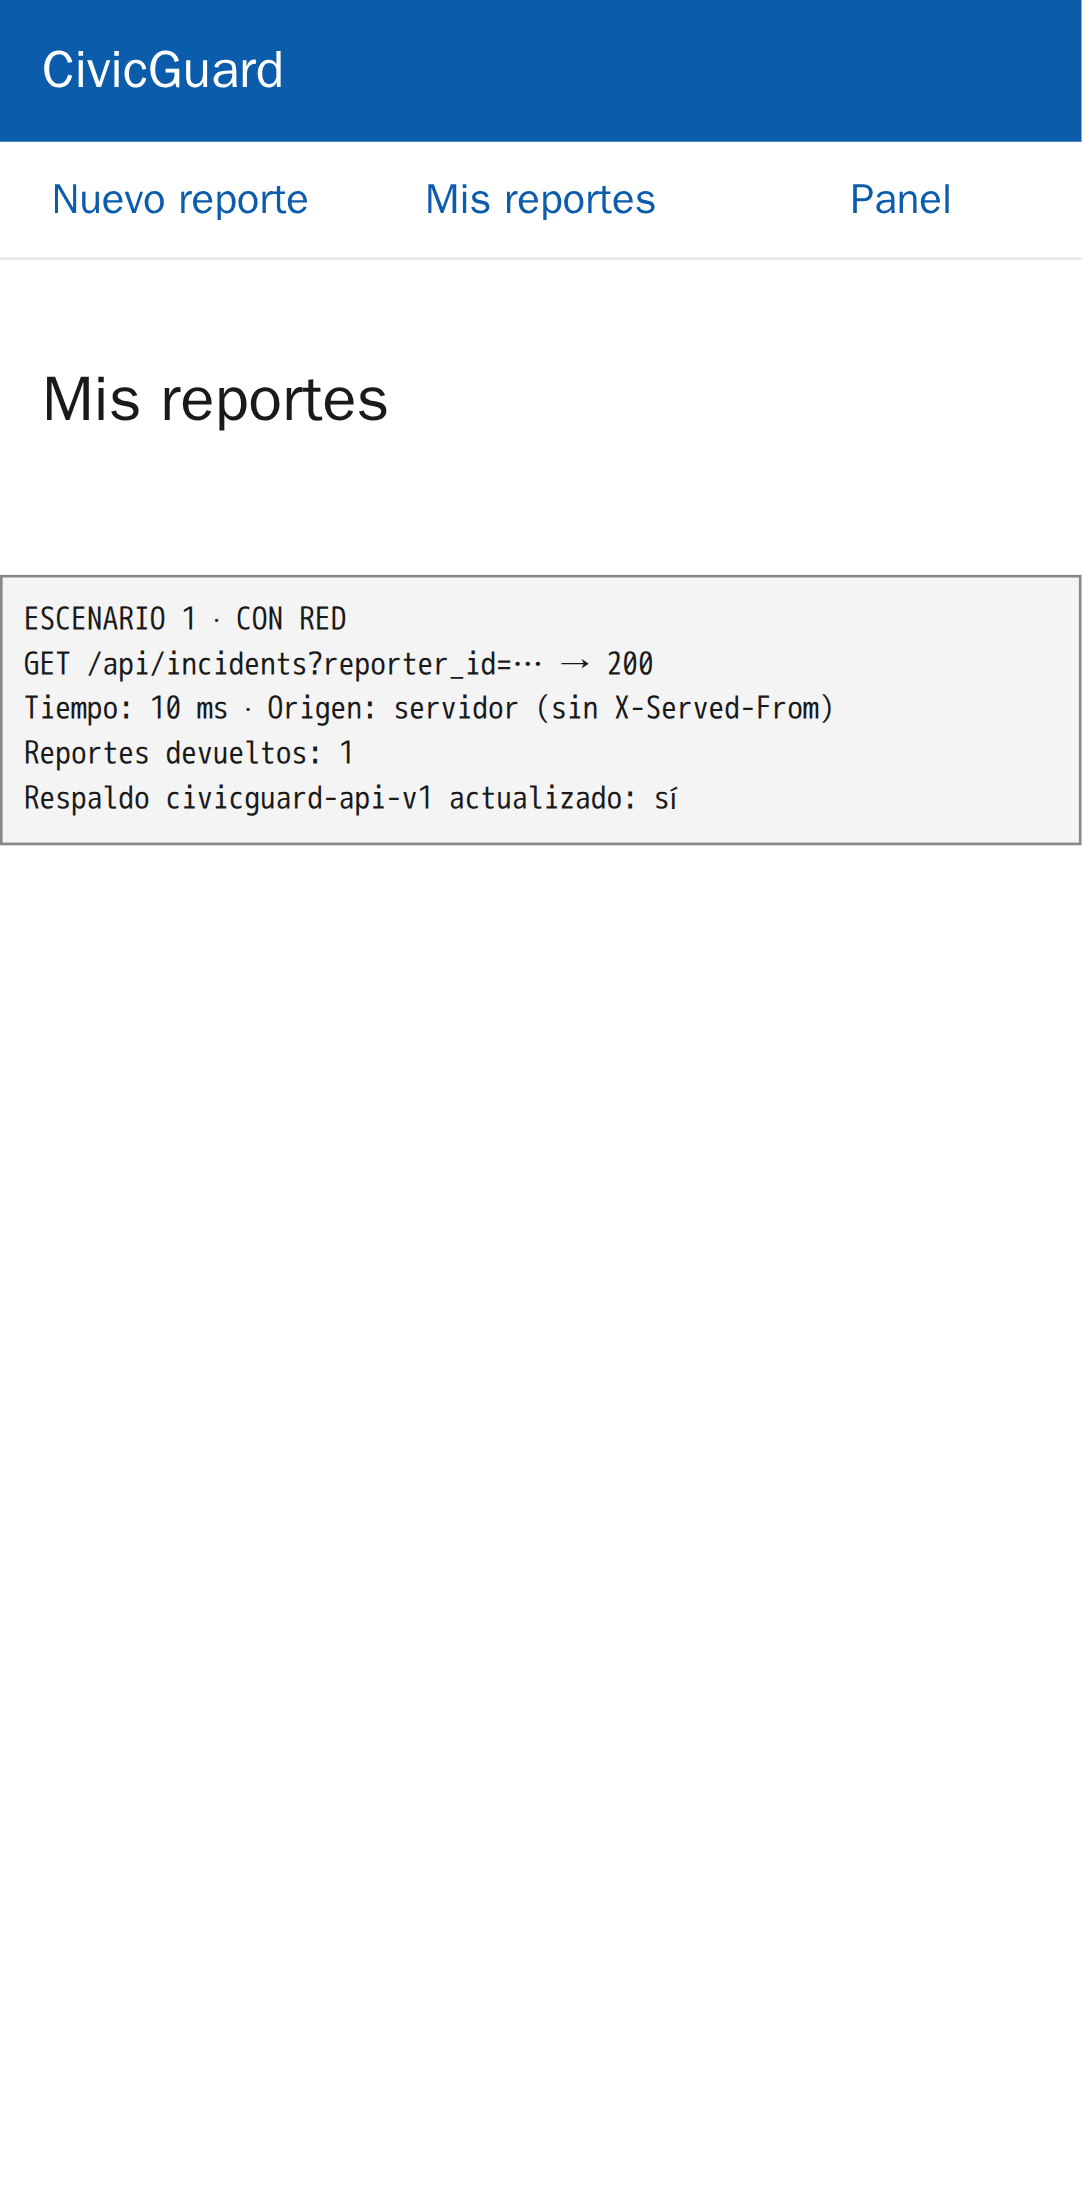 CivicGuard
Nuevo reporte Mis reportes Panel
Mis reportes
ESCENARIO 1 · CON RED
GET /api/incidents?reporter_id=⋯ → 200
Tiempo: 10 ms · Origen: servidor (sin X-Served-From)
Reportes devueltos: 1
Respaldo civicguard-api-v1 actualizado: sí